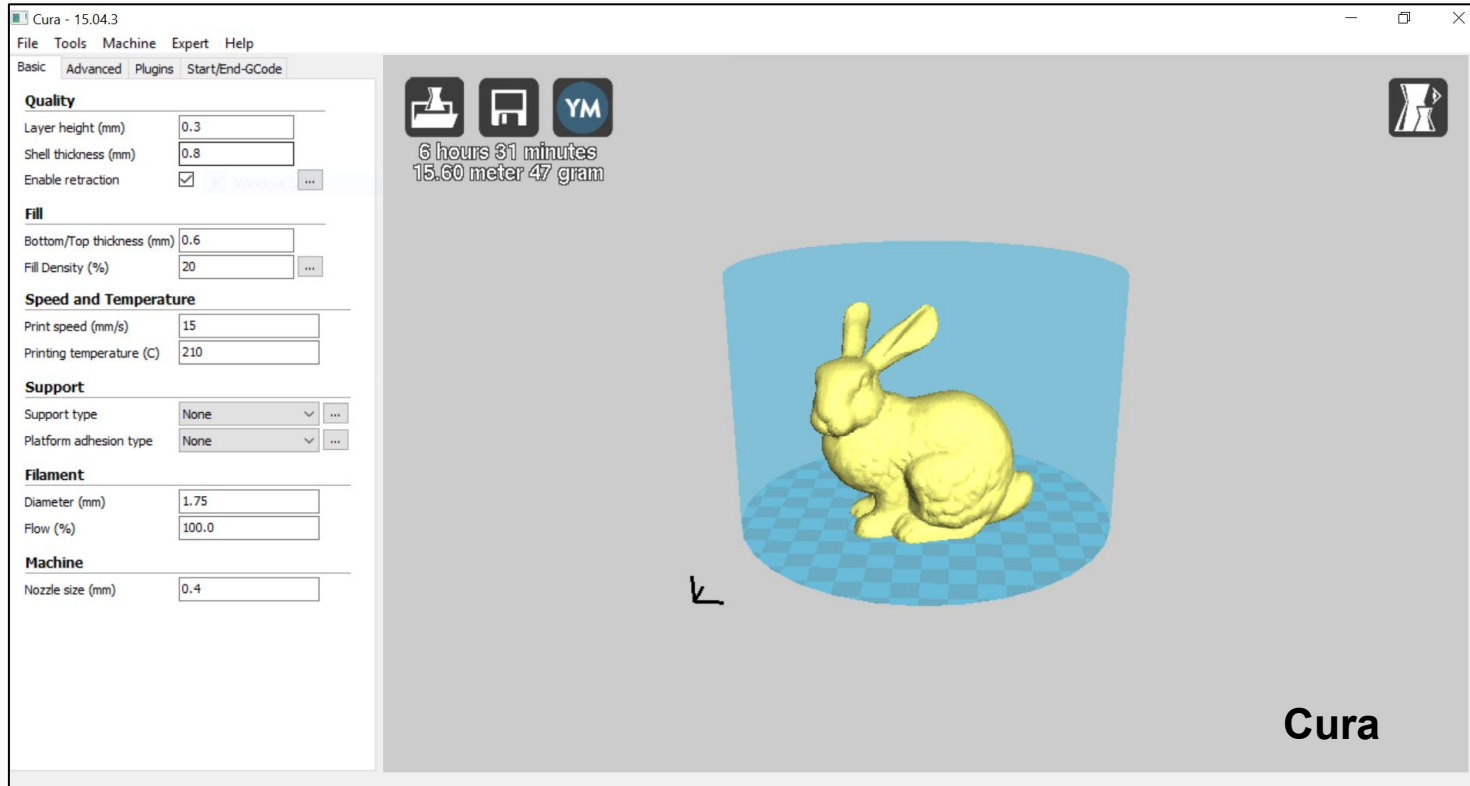 Cura - 15.04.3
File Tools Machine Expert Help
Basic Advanced Plugins Start/End-GCode
Quality
Layer height (mm) 0.3
Shell thickness (mm) 0.8
Enable retraction ...
Fill
Bottom/Top thickness (mm) 0.6
Fill Density (%) 20 ...
Speed and Temperature
Print speed (mm/s) 15
Printing temperature (C) 210
Support
Support type None ...
Platform adhesion type None ...
Filament
Diameter (mm) 1.75
Flow (%) 100.0
Machine
Nozzle size (mm) 0.4
YM
6 hours 31 minutes
15.60 meter 47 gram
Cura